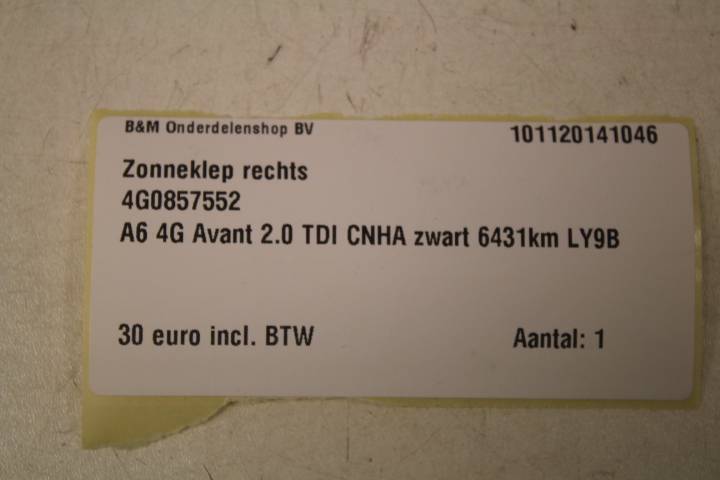 B&M Onderdelenshop BV 101120141046
Zonneklep rechts
4G0857552
A6 4G Avant 2.0 TDI CNHA zwart 6431km LY9B
30 euro incl. BTW Aantal: 1